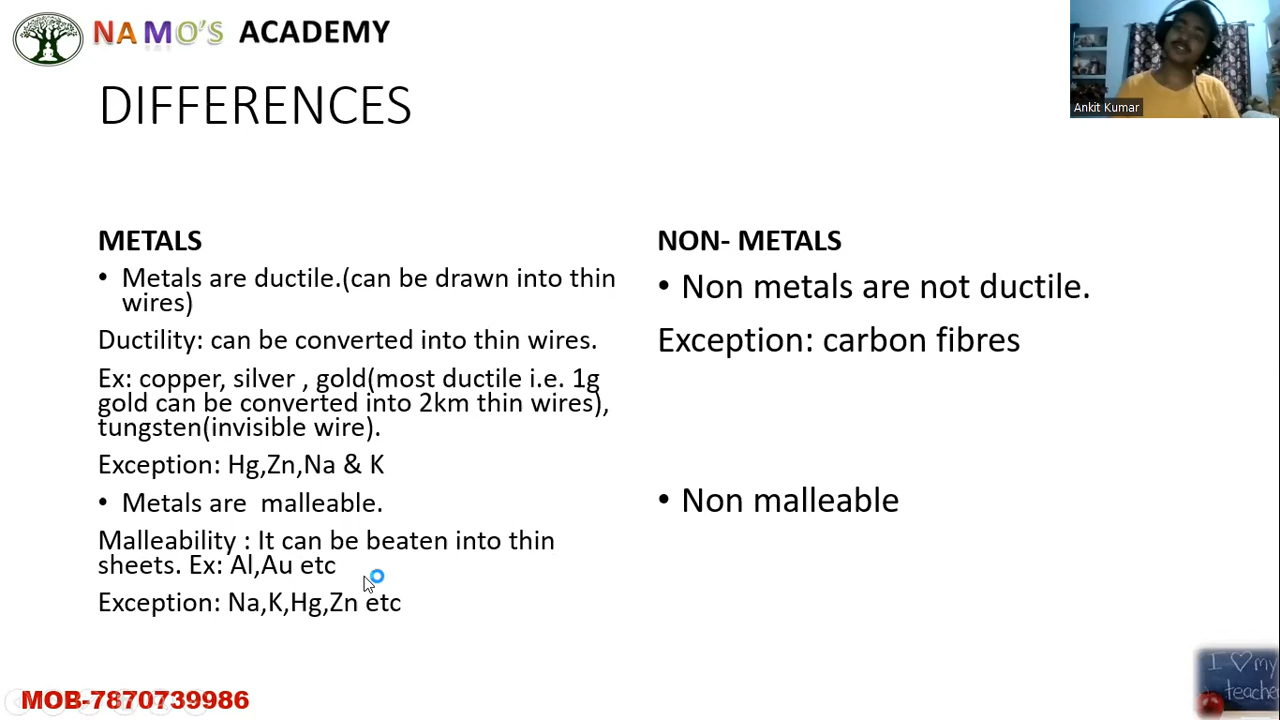 NAMO'S ACADEMY
Ankit Kumar
DIFFERENCES
METALS
• Metals are ductile.(can be drawn into thin
wires)
Ductility: can be converted into thin wires.
Ex: copper, silver , gold(most ductile i.e. 1g
gold can be converted into 2km thin wires),
tungsten(invisible wire).
Exception: Hg,Zn,Na & K
• Metals are malleable.
Malleability : It can be beaten into thin
sheets. Ex: Al,Au etc
Exception: Na,K,Hg,Zn etc
NON- METALS
• Non metals are not ductile.
Exception: carbon fibres
• Non malleable
MOB-7870739986
I ♡ my
teache